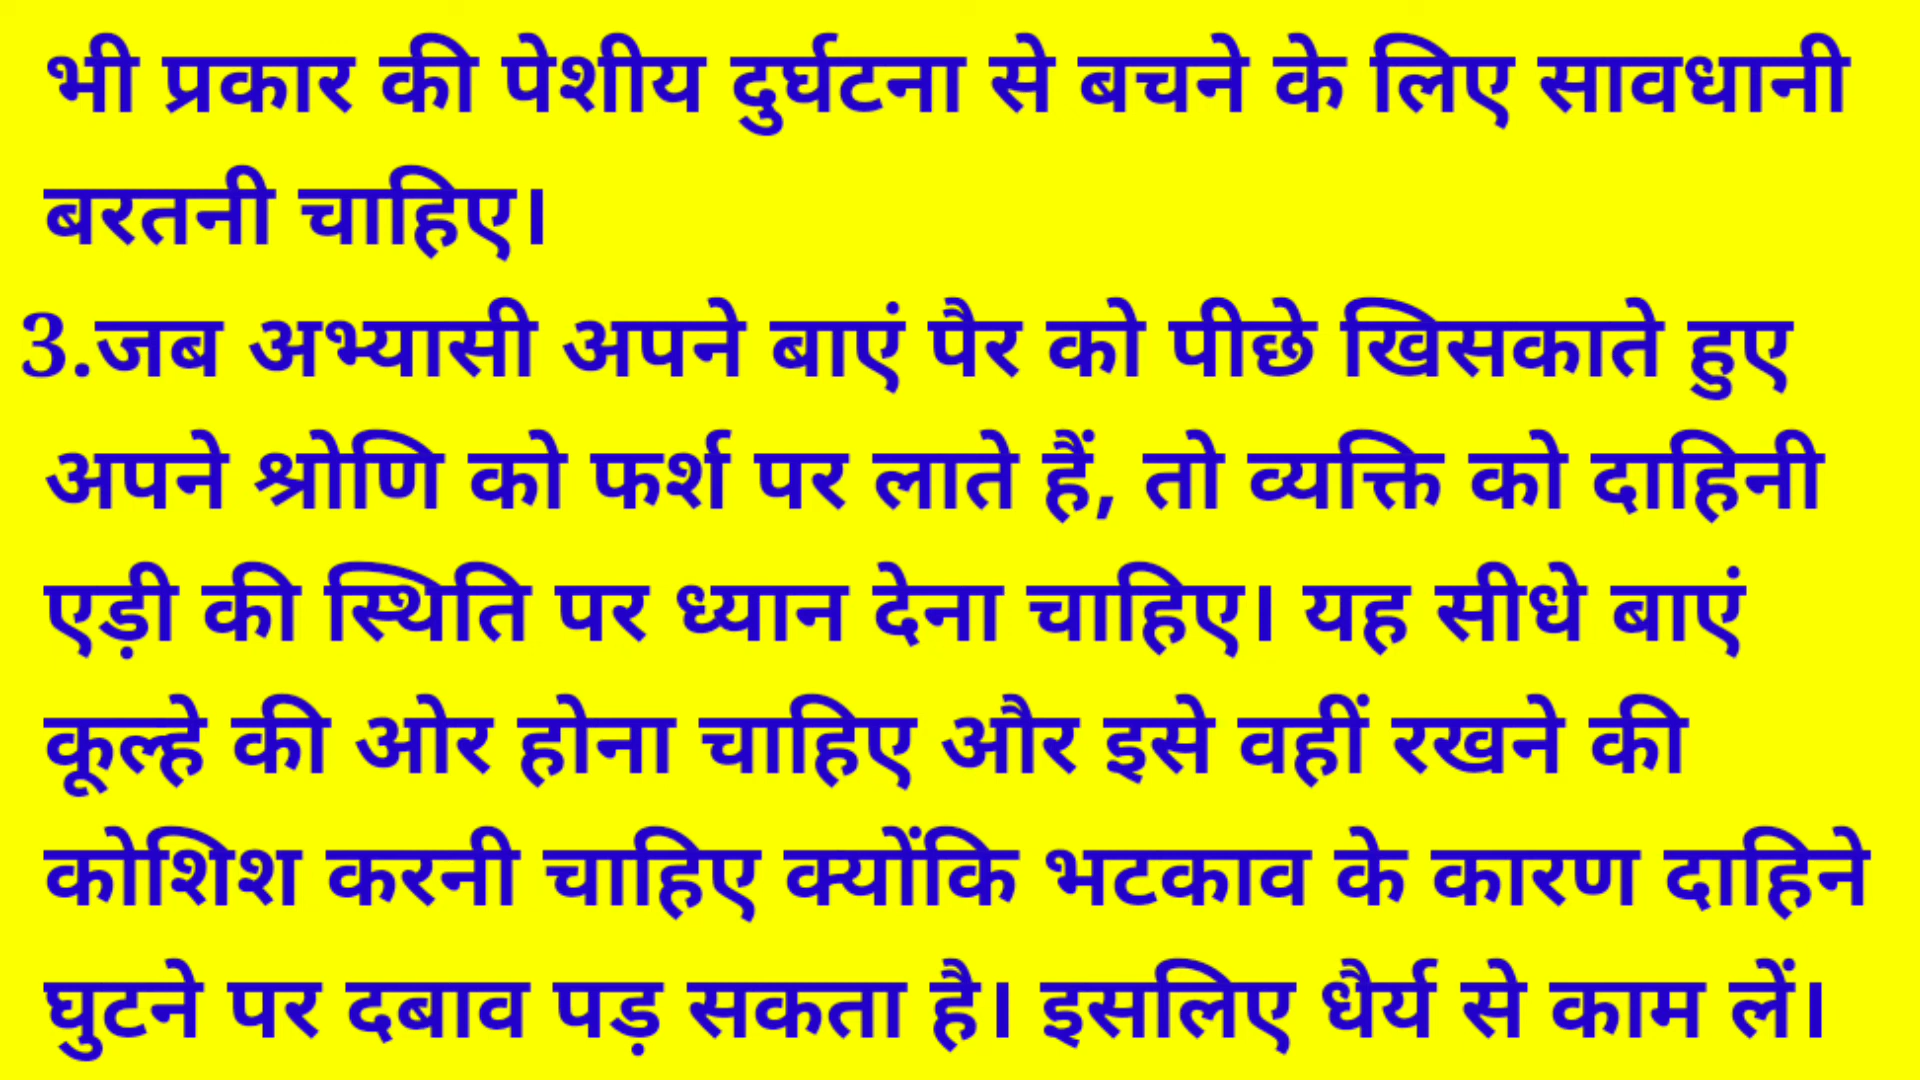 भी प्रकार की पेशीय दुर्घटना से बचने के लिए सावधानी
बरतनी चाहिए।
3.जब अभ्यासी अपने बाएं पैर को पीछे खिसकाते हुए
अपने श्रोणि को फर्श पर लाते हैं, तो व्यक्ति को दाहिनी
एड़ी की स्थिति पर ध्यान देना चाहिए। यह सीधे बाएं
कूल्हे की ओर होना चाहिए और इसे वहीं रखने की
कोशिश करनी चाहिए क्योंकि भटकाव के कारण दाहिने
घुटने पर दबाव पड़ सकता है। इसलिए धैर्य से काम लें।